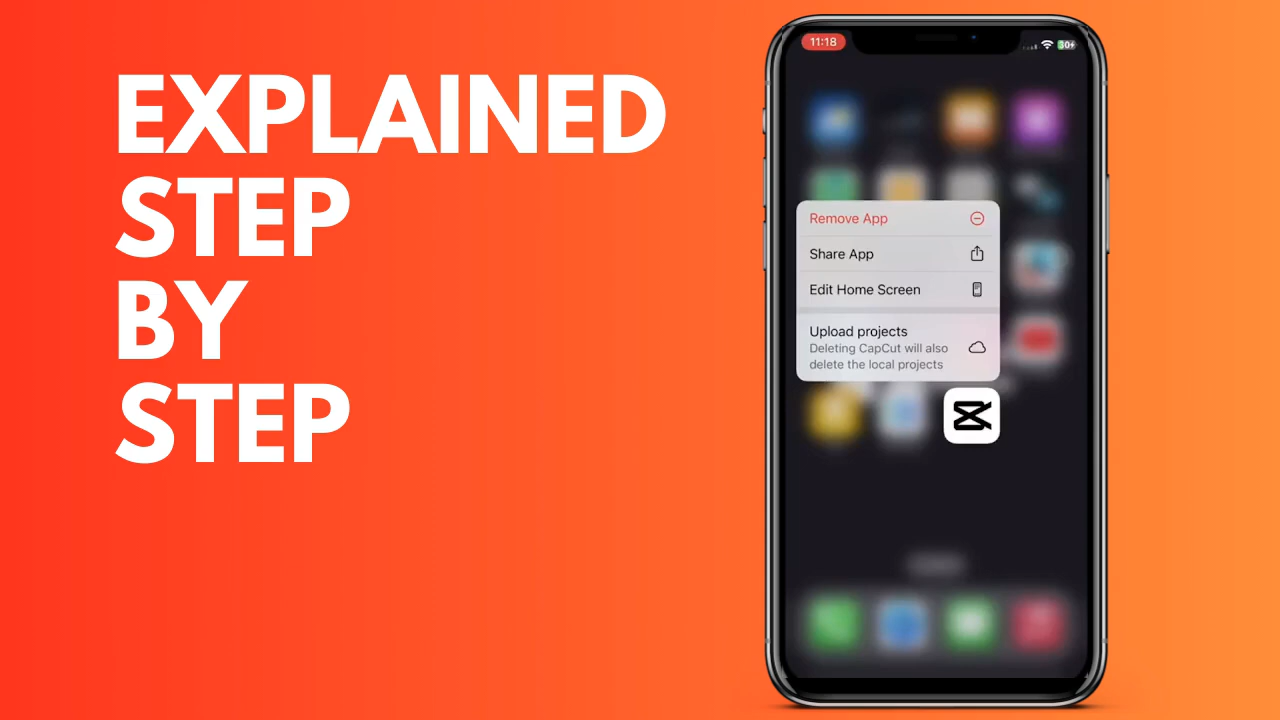 EXPLAINED
STEP
BY
STEP
11:18
30
Remove App
Share App
Edit Home Screen
Upload projects
Deleting CapCut will also
delete the local projects